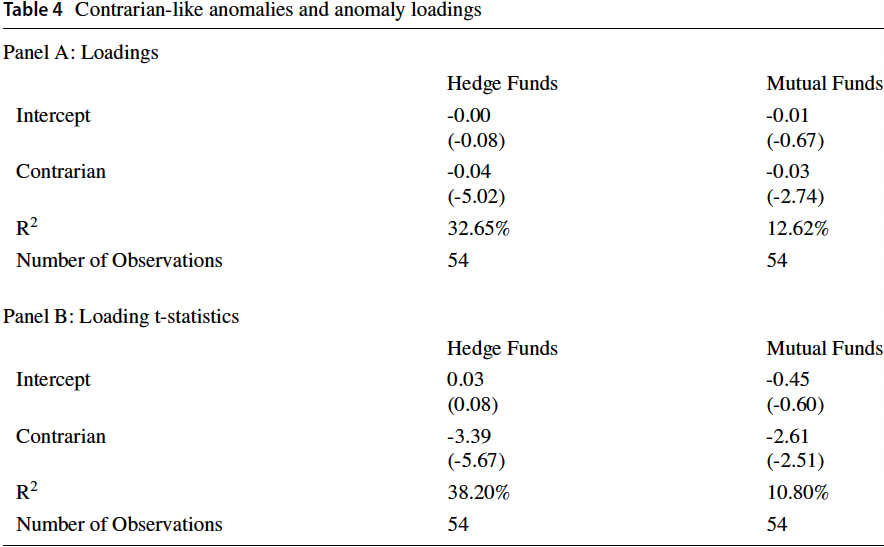 Table 4 Contrarian-like anomalies and anomaly loadings
Panel A: Loadings
Hedge Funds Mutual Funds
Intercept -0.00 -0.01
(-0.08) (-0.67)
Contrarian -0.04 -0.03
(-5.02) (-2.74)
R² 32.65% 12.62%
Number of Observations 54 54
Panel B: Loading t-statistics
Hedge Funds Mutual Funds
Intercept 0.03 -0.45
(0.08) (-0.60)
Contrarian -3.39 -2.61
(-5.67) (-2.51)
R² 38.20% 10.80%
Number of Observations 54 54